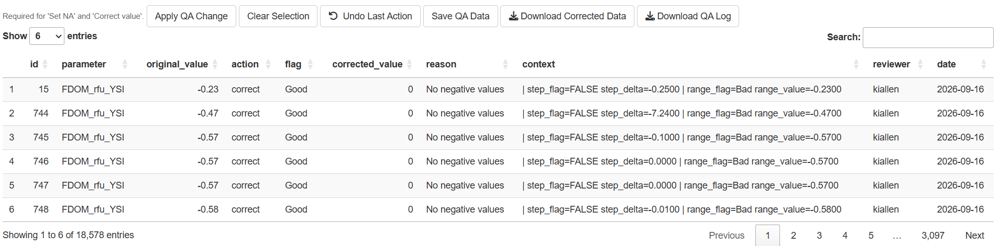 Required for 'Set NA' and 'Correct value'. Apply QA Change Clear Selection Undo Last Action Save QA Data Download Corrected Data Download QA Log
Show 6 entries Search:
id parameter original_value action flag corrected_value reason context reviewer date
1 15 FDOM_rfu_YSI -0.23 correct Good 0 No negative values | step_flag=FALSE step_delta=-0.2500 | range_flag=Bad range_value=-0.2300 kiallen 2026-09-16
2 744 FDOM_rfu_YSI -0.47 correct Good 0 No negative values | step_flag=FALSE step_delta=-7.2400 | range_flag=Bad range_value=-0.4700 kiallen 2026-09-16
3 745 FDOM_rfu_YSI -0.57 correct Good 0 No negative values | step_flag=FALSE step_delta=-0.1000 | range_flag=Bad range_value=-0.5700 kiallen 2026-09-16
4 746 FDOM_rfu_YSI -0.57 correct Good 0 No negative values | step_flag=FALSE step_delta=0.0000 | range_flag=Bad range_value=-0.5700 kiallen 2026-09-16
5 747 FDOM_rfu_YSI -0.57 correct Good 0 No negative values | step_flag=FALSE step_delta=0.0000 | range_flag=Bad range_value=-0.5700 kiallen 2026-09-16
6 748 FDOM_rfu_YSI -0.58 correct Good 0 No negative values | step_flag=FALSE step_delta=-0.0100 | range_flag=Bad range_value=-0.5800 kiallen 2026-09-16
Showing 1 to 6 of 18,578 entries Previous 1 2 3 4 5 … 3,097 Next